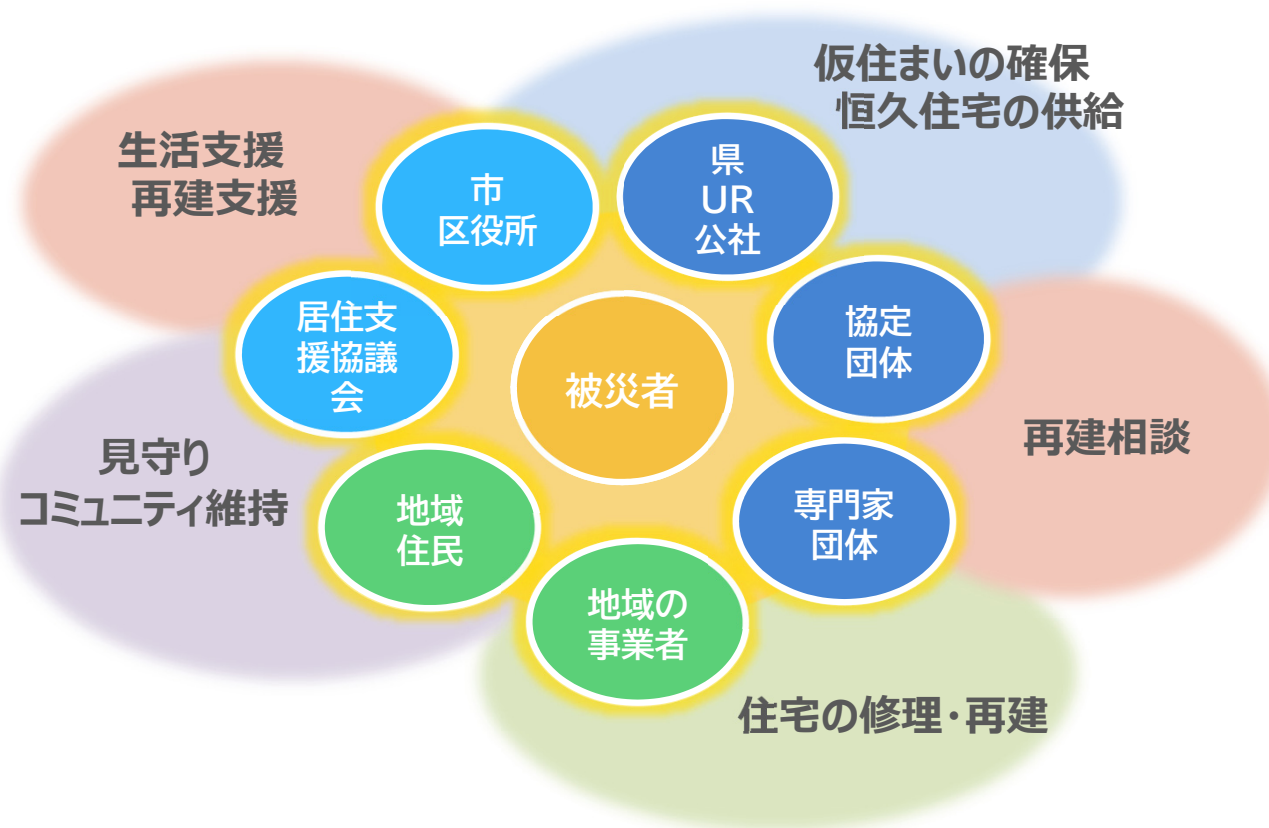 仮住まいの確保
恒久住宅の供給
生活支援
再建支援
市
区役所
県
UR
公社
居住支
援協議
会
協定
団体
被災者
見守り
コミュニティ維持
再建相談
地域
住民
専門家
団体
地域の
事業者
住宅の修理・再建